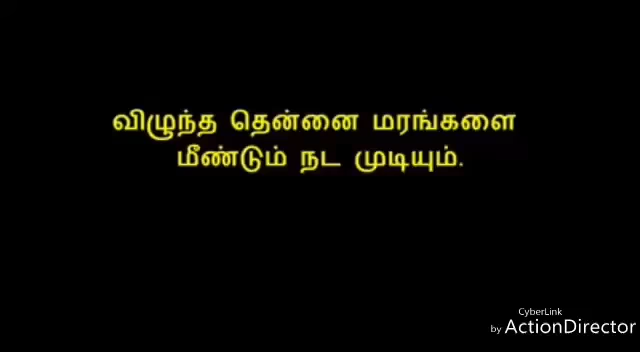 விழுந்த தென்னை மரங்களை
மீண்டும் நட முடியும்.
CyberLink
by ActionDirector